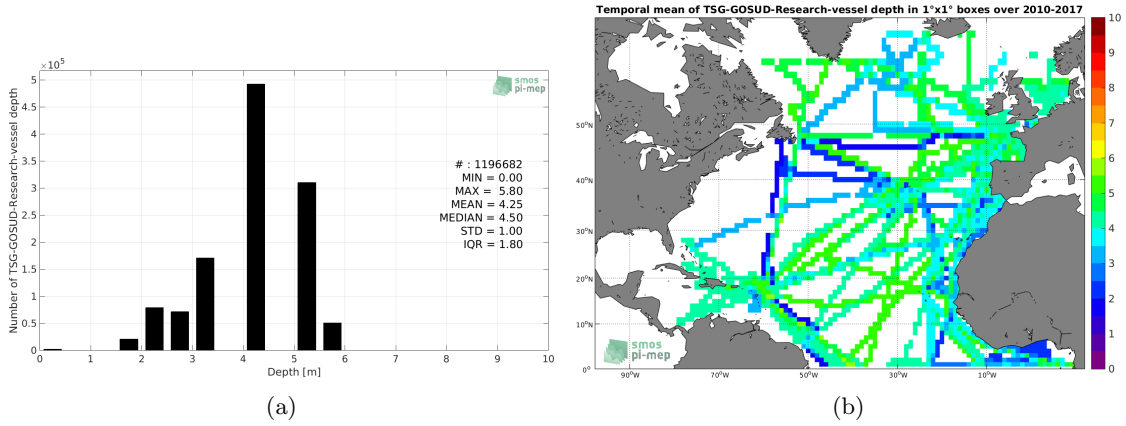 ×10⁵
5
4.5
4
3.5
3
2.5
2
1.5
1
0.5
0
0 1 2 3 4 5 6 7 8 9 10
Number of TSG-GOSUD-Research-vessel depth
Depth [m]
smos
pi-mep
# : 1196682
MIN = 0.00
MAX = 5.80
MEAN = 4.25
MEDIAN = 4.50
STD = 1.00
IQR = 1.80
(a)
Temporal mean of TSG-GOSUD-Research-vessel depth in 1°x1° boxes over 2010-2017
50°N
40°N
30°N
20°N
10°N
0°
90°W 70°W 50°W 30°W 10°W
smos
pi-mep
10
9
8
7
6
5
4
3
2
1
0
(b)